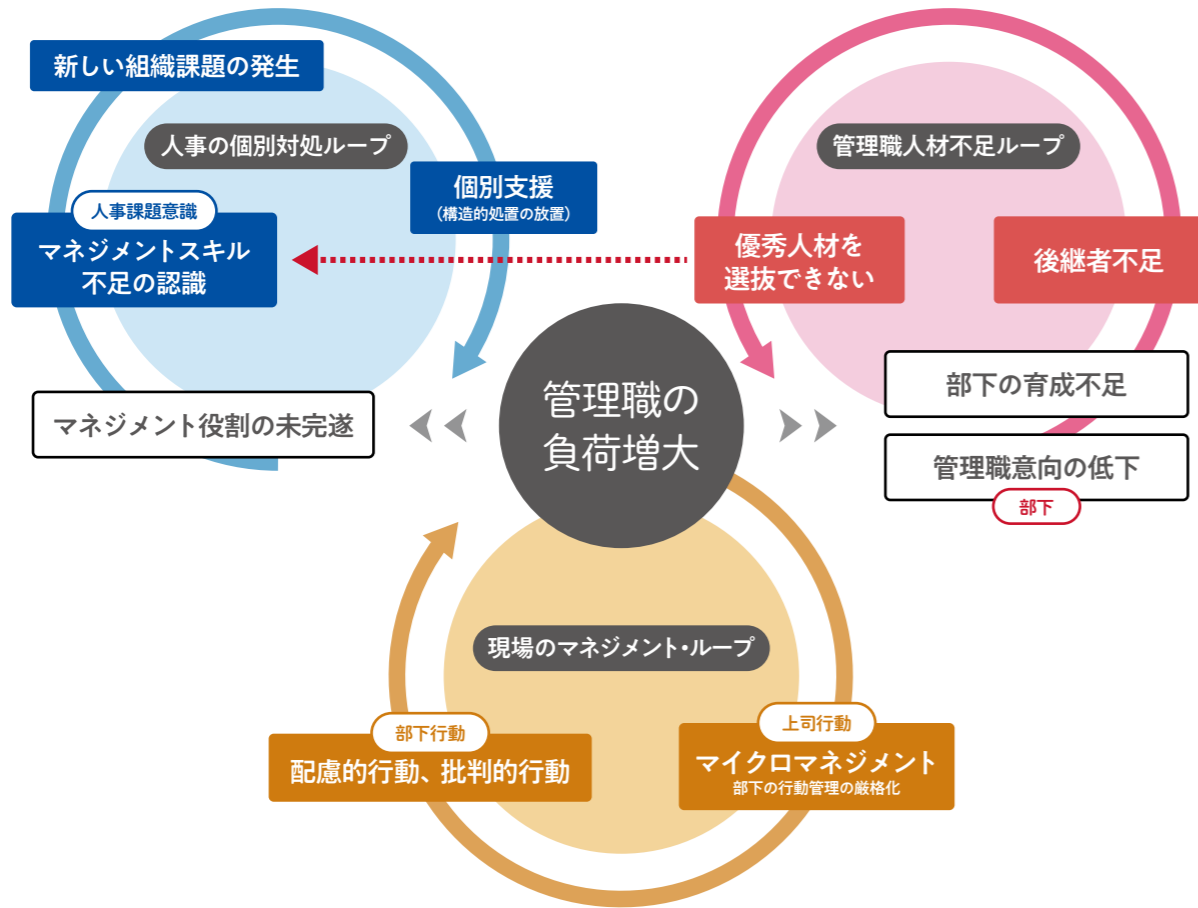 新しい組織課題の発生
人事の個別対処ループ
個別支援
(構造的処置の放置)
人事課題意識
マネジメントスキル
不足の認識
マネジメント役割の未完遂
管理職人材不足ループ
優秀人材を
選抜できない
後継者不足
部下の育成不足
管理職意向の低下
部下
管理職の
負荷増大
現場のマネジメント・ループ
部下行動
配慮的行動、批判的行動
上司行動
マイクロマネジメント
部下の行動管理の厳格化